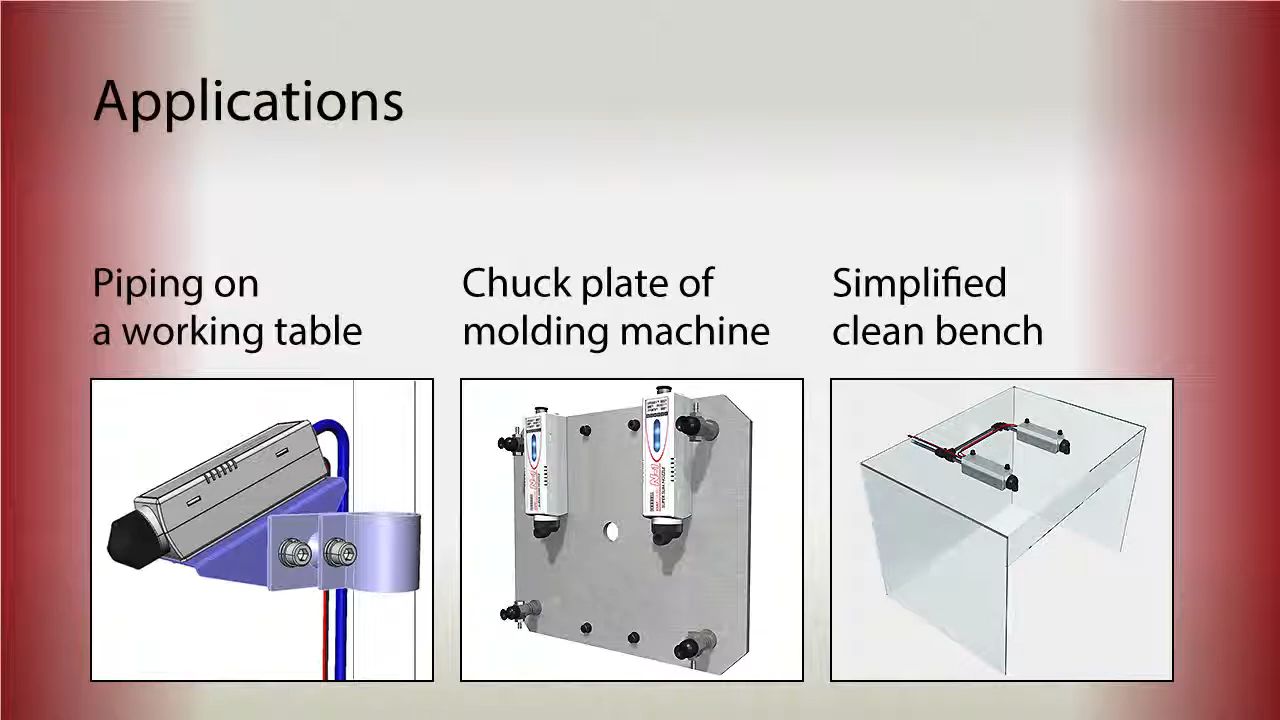 Applications
Piping on
a working table
Chuck plate of
molding machine
Simplified
clean bench